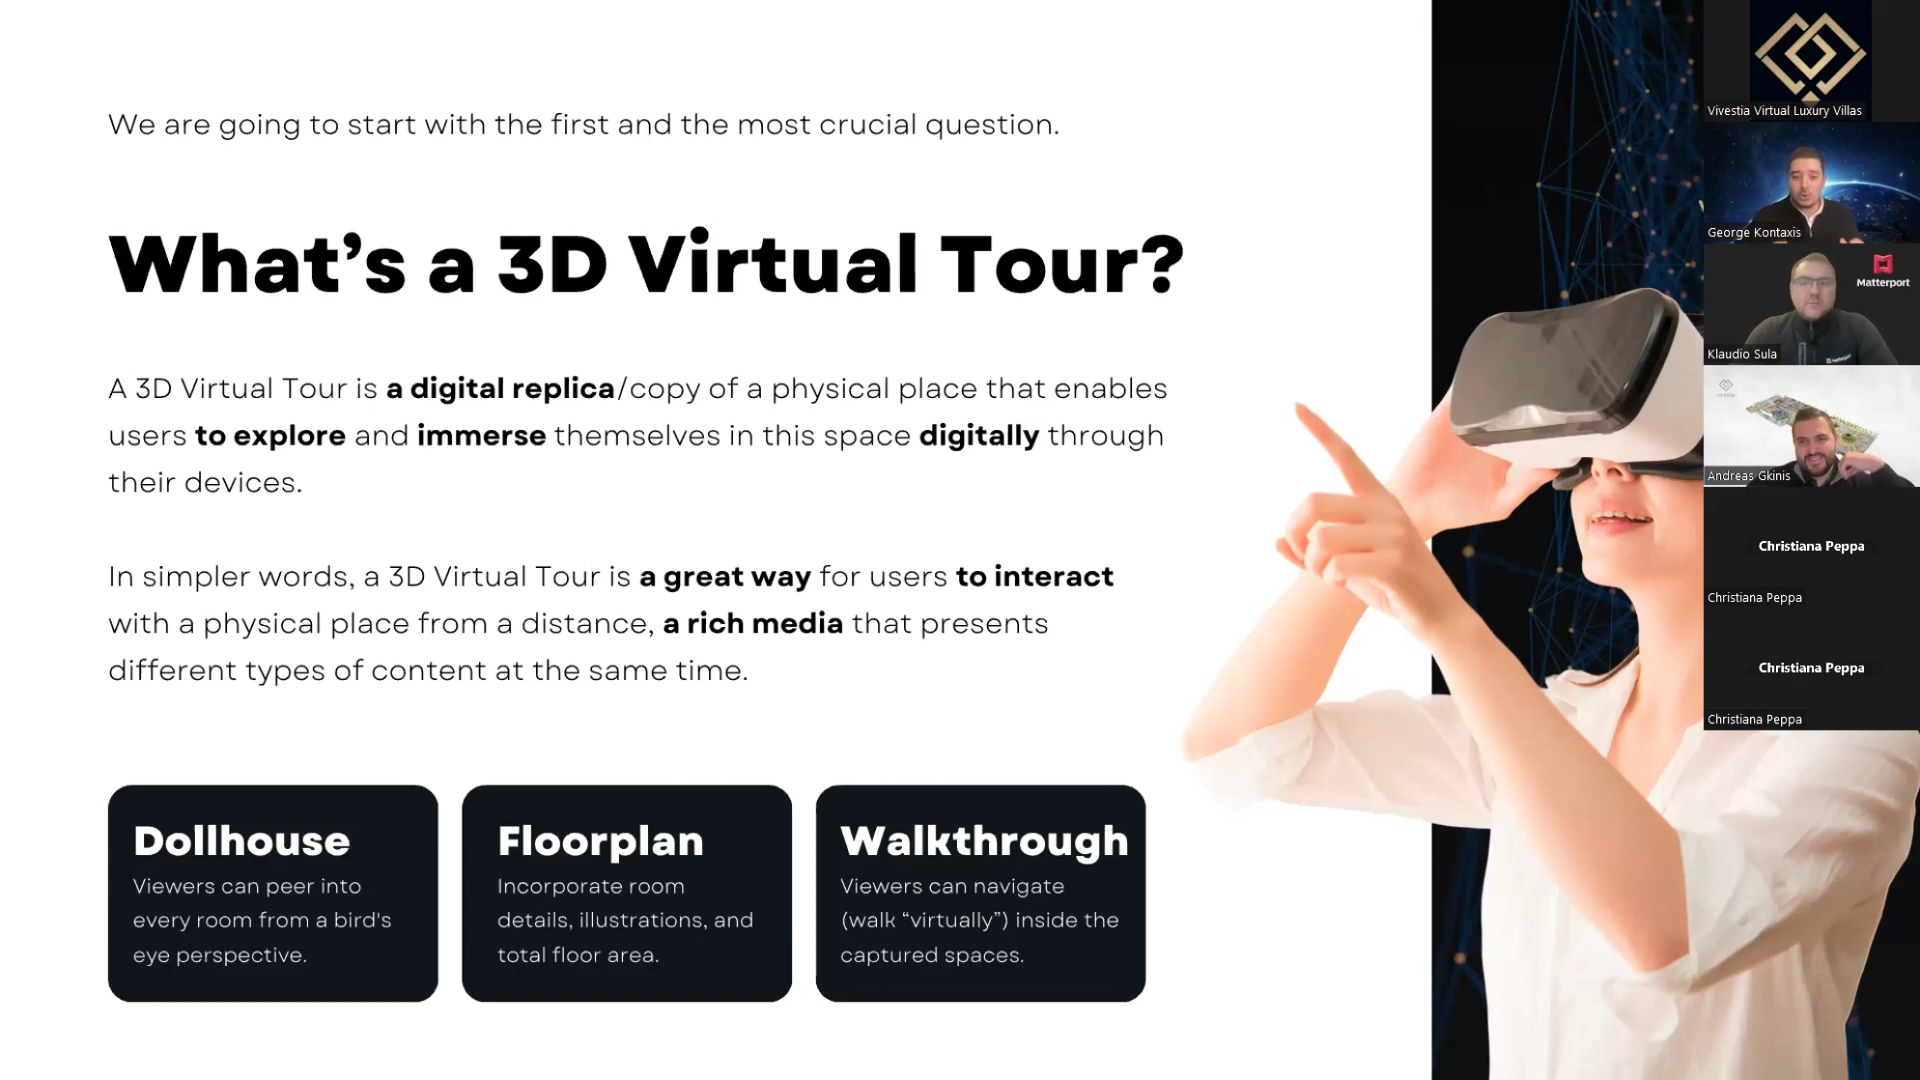 We are going to start with the first and the most crucial question.
What's a 3D Virtual Tour?
A 3D Virtual Tour is a digital replica/copy of a physical place that enables
users to explore and immerse themselves in this space digitally through
their devices.
In simpler words, a 3D Virtual Tour is a great way for users to interact
with a physical place from a distance, a rich media that presents
different types of content at the same time.
Dollhouse
Viewers can peer into
every room from a bird's
eye perspective.
Floorplan
Incorporate room
details, illustrations, and
total floor area.
Walkthrough
Viewers can navigate
(walk “virtually”) inside the
captured spaces.
Vivestia Virtual Luxury Villas
George Kontaxis
Matterport
Klaudio Sula
Andreas Gkinis
Christiana Peppa
Christiana Peppa
Christiana Peppa
Christiana Peppa